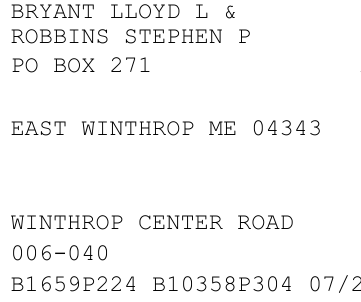 BRYANT LLOYD L &
ROBBINS STEPHEN P
PO BOX 271
EAST WINTHROP ME 04343
WINTHROP CENTER ROAD
006-040
B1659P224 B10358P304 07/2